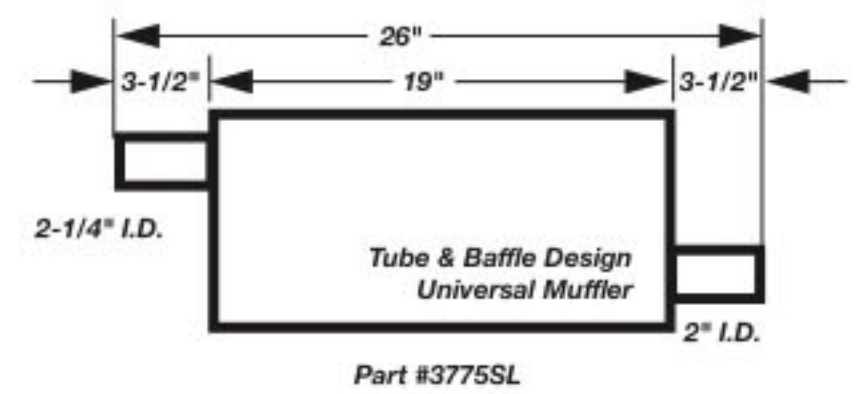 26"
3-1/2" 19" 3-1/2"
2-1/4" I.D.
Tube & Baffle Design
Universal Muffler
2" I.D.
Part #3775SL